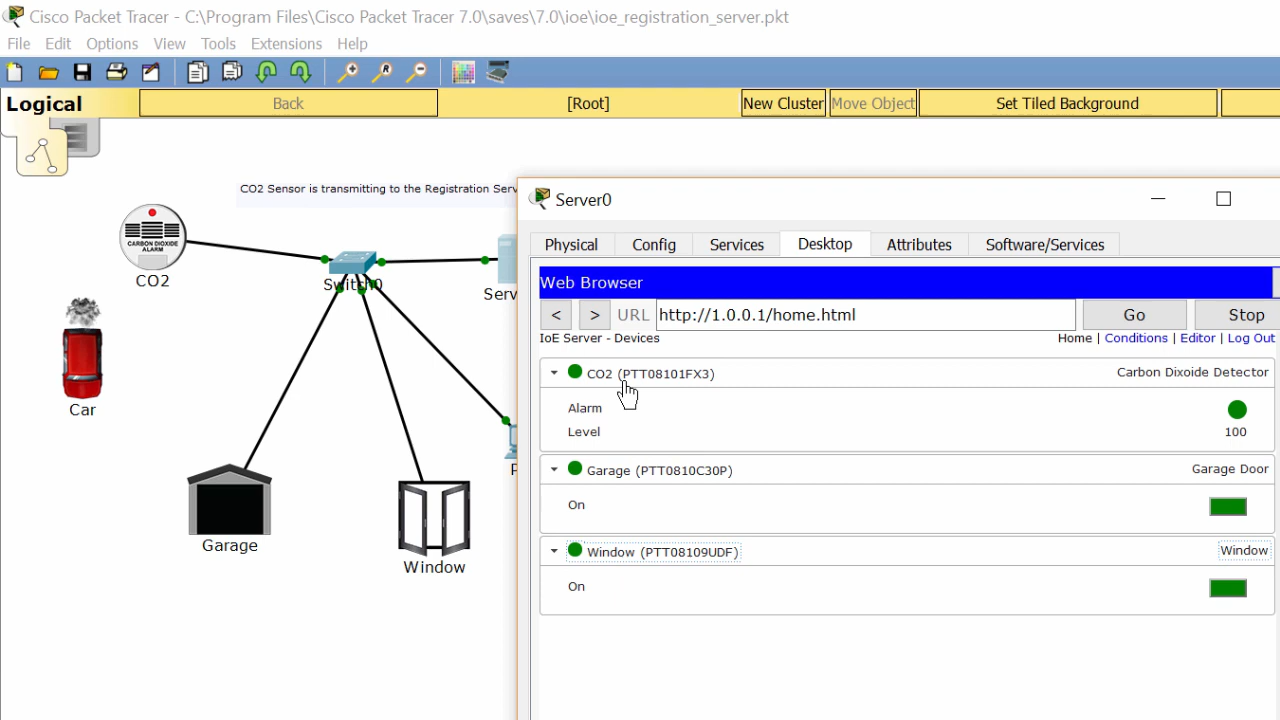 Cisco Packet Tracer - C:\Program Files\Cisco Packet Tracer 7.0\saves\7.0\ioe\ioe_registration_server.pkt
File Edit Options View Tools Extensions Help
Logical Back [Root] New Cluster Move Object Set Tiled Background
CO2 Sensor is transmitting to the Registration Serv
CARBON DIOXIDE
ALARM
CO2
Switch0
Serv
Car
Garage
Window
P
Server0
Physical Config Services Desktop Attributes Software/Services
Web Browser
< > URL http://1.0.0.1/home.html Go Stop
IoE Server - Devices Home | Conditions | Editor | Log Out
CO2 (PTT08101FX3) Carbon Dixoide Detector
Alarm
Level 100
Garage (PTT0810C30P) Garage Door
On
Window (PTT08109UDF) Window
On